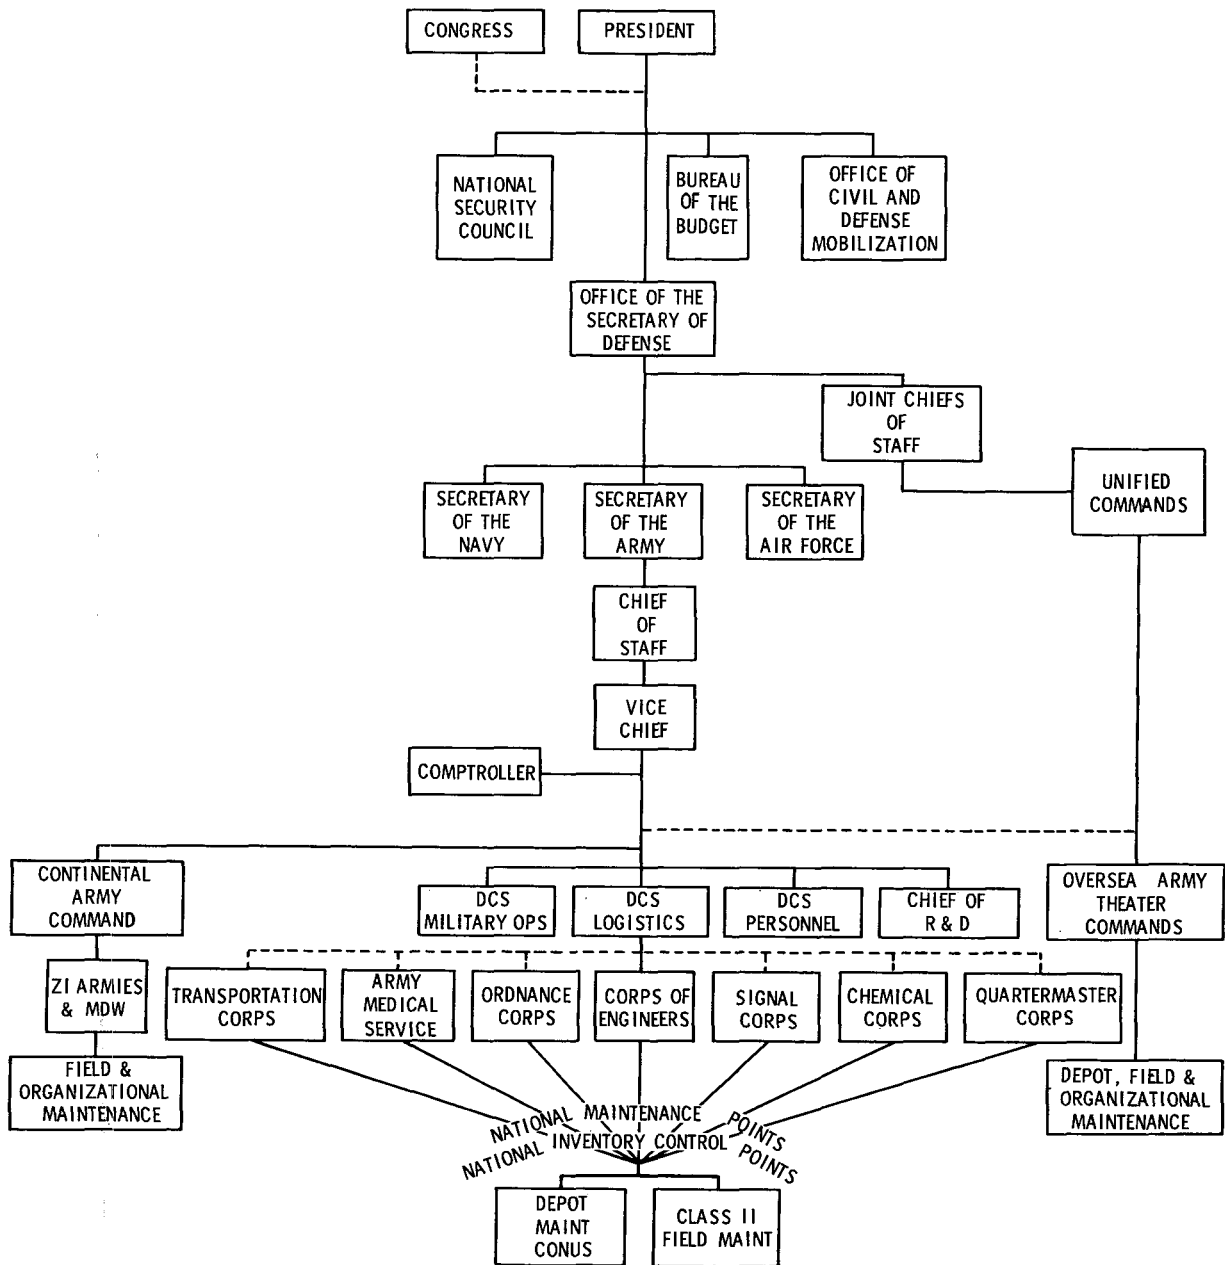 CONGRESS
PRESIDENT
NATIONAL
SECURITY
COUNCIL
BUREAU
OF THE
BUDGET
OFFICE OF
CIVIL AND
DEFENSE
MOBILIZATION
OFFICE OF THE
SECRETARY OF
DEFENSE
JOINT CHIEFS
OF
STAFF
UNIFIED
COMMANDS
SECRETARY
OF THE
NAVY
SECRETARY
OF THE
ARMY
SECRETARY
OF THE
AIR FORCE
CHIEF
OF
STAFF
VICE
CHIEF
COMPTROLLER
CONTINENTAL
ARMY
COMMAND
DCS
MILITARY OPS
DCS
LOGISTICS
DCS
PERSONNEL
CHIEF OF
R & D
OVERSEA ARMY
THEATER
COMMANDS
ZI ARMIES
& MDW
TRANSPORTATION
CORPS
ARMY
MEDICAL
SERVICE
ORDNANCE
CORPS
CORPS OF
ENGINEERS
SIGNAL
CORPS
CHEMICAL
CORPS
QUARTERMASTER
CORPS
FIELD &
ORGANIZATIONAL
MAINTENANCE
DEPOT, FIELD &
ORGANIZATIONAL
MAINTENANCE
NATIONAL MAINTENANCE POINTS
NATIONAL INVENTORY CONTROL POINTS
DEPOT
MAINT
CONUS
CLASS II
FIELD MAINT